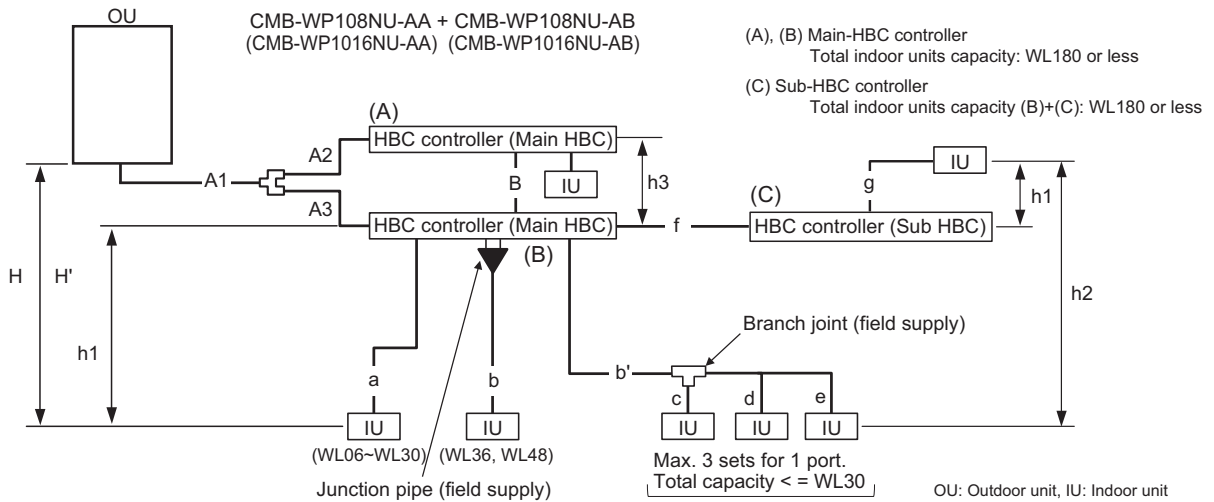 OU
CMB-WP108NU-AA + CMB-WP108NU-AB
(CMB-WP1016NU-AA) (CMB-WP1016NU-AB)
(A), (B) Main-HBC controller
Total indoor units capacity: WL180 or less
(C) Sub-HBC controller
Total indoor units capacity (B)+(C): WL180 or less
(A)
HBC controller (Main HBC)
A2
A1
A3
B
IU
h3
IU
g
h1
(C)
HBC controller (Main HBC)
f
HBC controller (Sub HBC)
(B)
H
H'
h1
h2
Branch joint (field supply)
a
b
b'
c
d
e
IU
IU
IU
IU
IU
(WL06~WL30)
(WL36, WL48)
Max. 3 sets for 1 port.
Total capacity < = WL30
Junction pipe (field supply)
OU: Outdoor unit, IU: Indoor unit